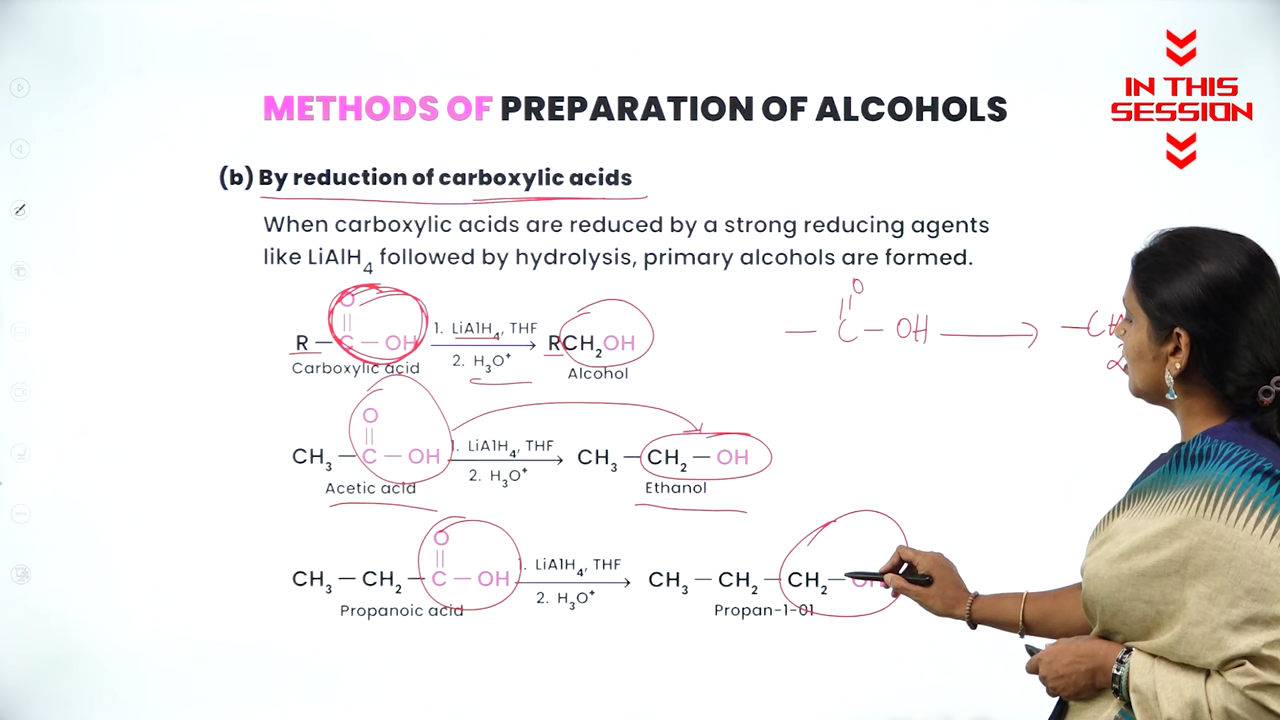 IN THIS
SESSION
METHODS OF PREPARATION OF ALCOHOLS
(b) By reduction of carboxylic acids
When carboxylic acids are reduced by a strong reducing agents
like LiAlH₄ followed by hydrolysis, primary alcohols are formed.
O
||
R — C — OH
1. LiAlH₄, THF
2. H₃O⁺
RCH₂OH
Carboxylic acid
Alcohol
O
||
— C — OH ⟶ —CH
O
||
CH₃ — C — OH
1. LiAlH₄, THF
2. H₃O⁺
CH₃ — CH₂ — OH
Acetic acid
Ethanol
O
||
CH₃ — CH₂ — C — OH
1. LiAlH₄, THF
2. H₃O⁺
CH₃ — CH₂ — CH₂ — OH
Propanoic acid
Propan-1-01